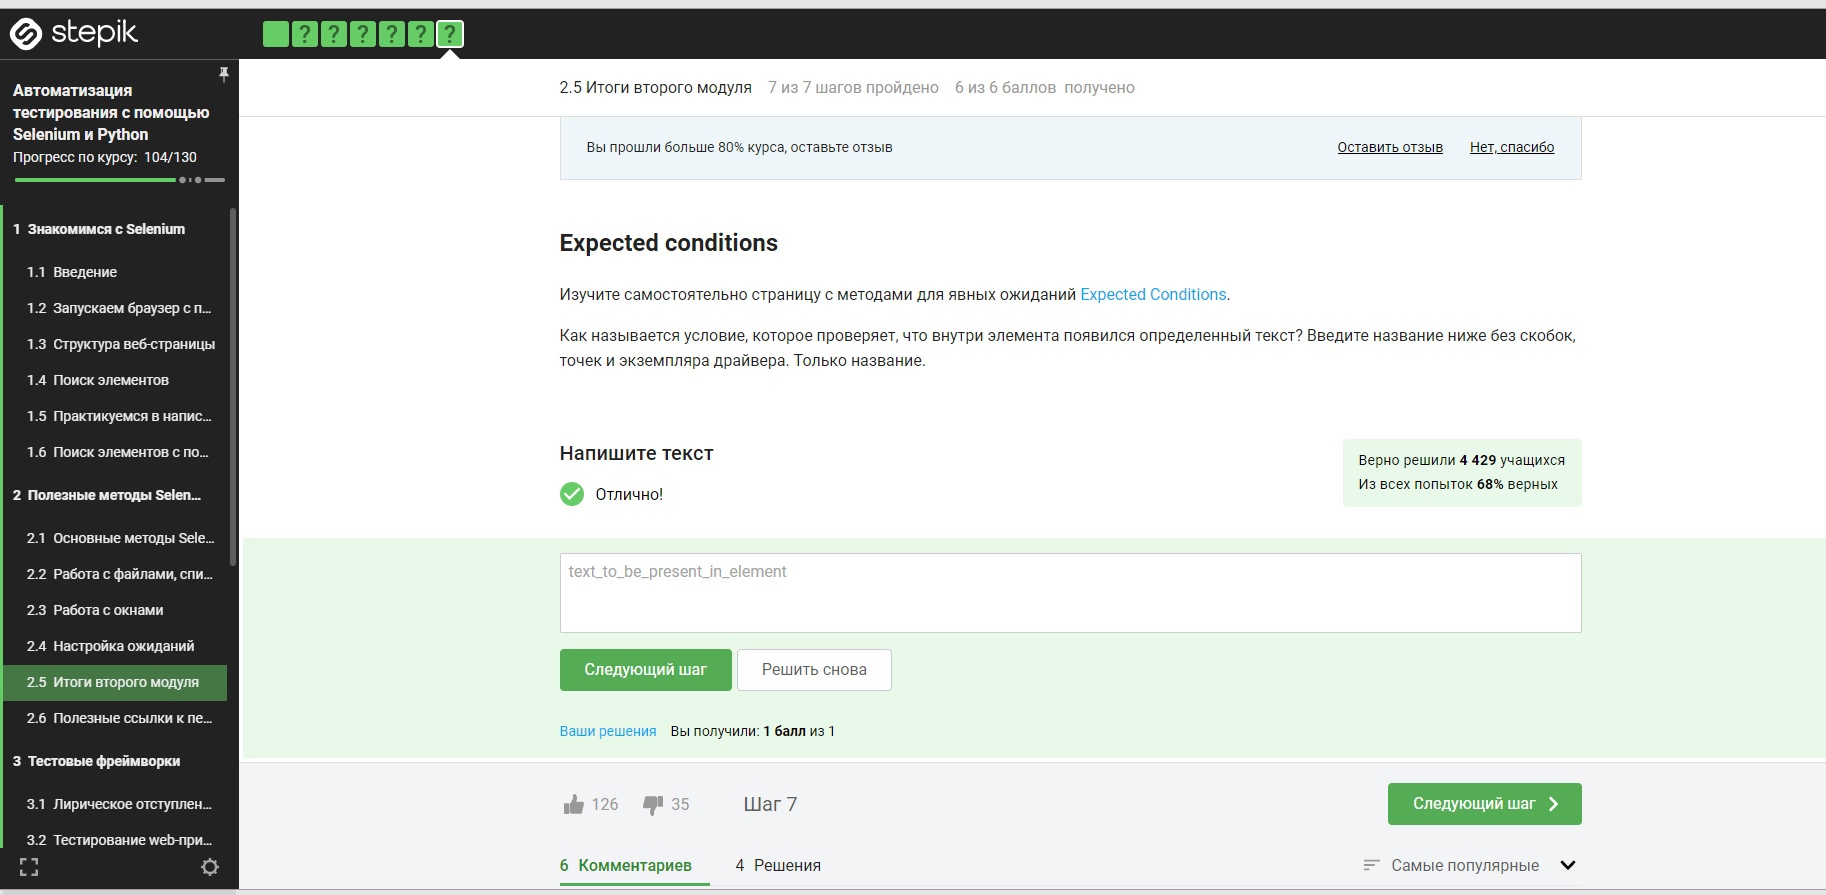 stepik
? ? ? ? ? ?
Автоматизация
тестирования с помощью
Selenium и Python
Прогресс по курсу: 104/130
1 Знакомимся с Selenium
1.1 Введение
1.2 Запускаем браузер с п...
1.3 Структура веб-страницы
1.4 Поиск элементов
1.5 Практикуемся в напис...
1.6 Поиск элементов с по...
2 Полезные методы Selen...
2.1 Основные методы Sele...
2.2 Работа с файлами, спи...
2.3 Работа с окнами
2.4 Настройка ожиданий
2.5 Итоги второго модуля
2.6 Полезные ссылки к пе...
3 Тестовые фреймворки
3.1 Лирическое отступлен...
3.2 Тестирование web-при...
2.5 Итоги второго модуля 7 из 7 шагов пройдено 6 из 6 баллов получено
Вы прошли больше 80% курса, оставьте отзыв Оставить отзыв Нет, спасибо
Expected conditions
Изучите самостоятельно страницу с методами для явных ожиданий Expected Conditions.
Как называется условие, которое проверяет, что внутри элемента появился определенный текст? Введите название ниже без скобок,
точек и экземпляра драйвера. Только название.
Напишите текст
Отлично!
Верно решили 4 429 учащихся
Из всех попыток 68% верных
text_to_be_present_in_element
Следующий шаг Решить снова
Ваши решения Вы получили: 1 балл из 1
126 35 Шаг 7 Следующий шаг
6 Комментариев 4 Решения Самые популярные